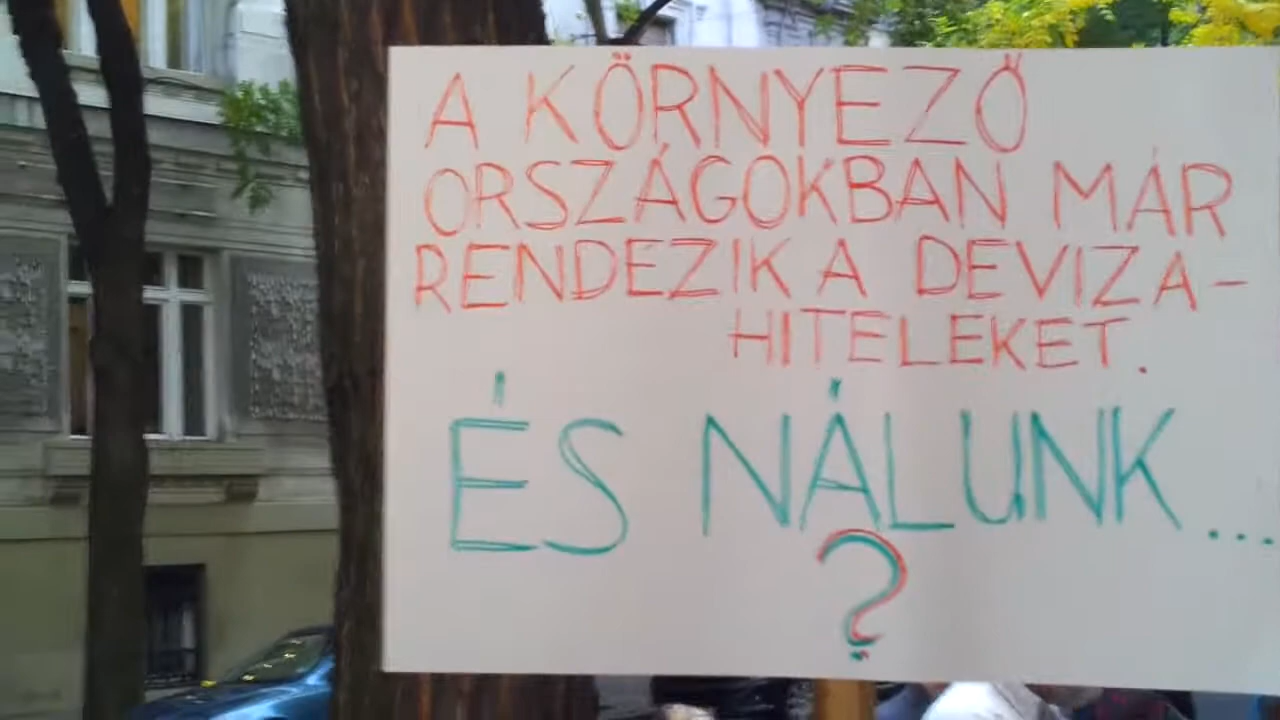 A KÖRNYEZŐ
ORSZÁGOKBAN MÁR
RENDEZIK A DEVIZA-
HITELEKET.
ÉS NÁLUNK...
?